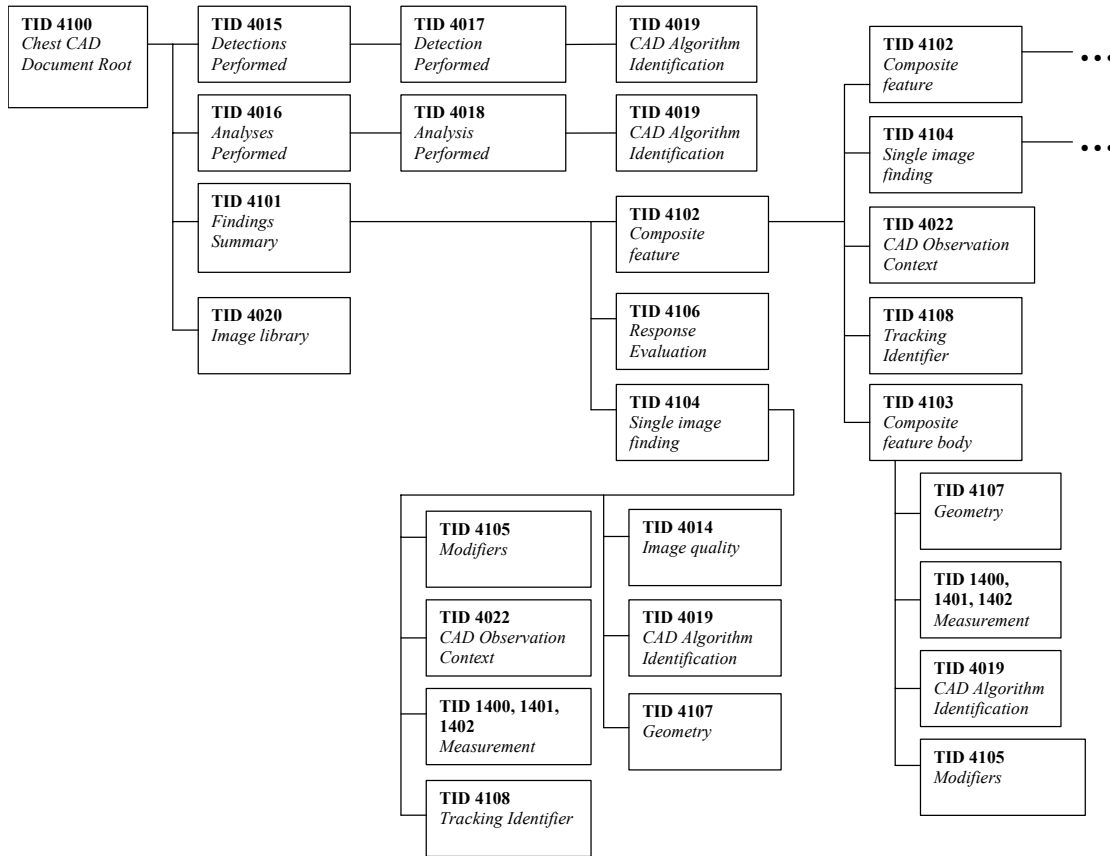 TID 4100
Chest CAD
Document Root
TID 4015
Detections
Performed
TID 4017
Detection
Performed
TID 4019
CAD Algorithm
Identification
TID 4102
Composite
feature
...
TID 4016
Analyses
Performed
TID 4018
Analysis
Performed
TID 4019
CAD Algorithm
Identification
TID 4104
Single image
finding
...
TID 4101
Findings
Summary
TID 4102
Composite
feature
TID 4022
CAD Observation
Context
TID 4020
Image library
TID 4106
Response
Evaluation
TID 4108
Tracking
Identifier
TID 4104
Single image
finding
TID 4103
Composite
feature body
TID 4105
Modifiers
TID 4014
Image quality
TID 4107
Geometry
TID 4022
CAD Observation
Context
TID 4019
CAD Algorithm
Identification
TID 1400,
1401, 1402
Measurement
TID 1400, 1401,
1402
Measurement
TID 4107
Geometry
TID 4019
CAD Algorithm
Identification
TID 4108
Tracking Identifier
TID 4105
Modifiers